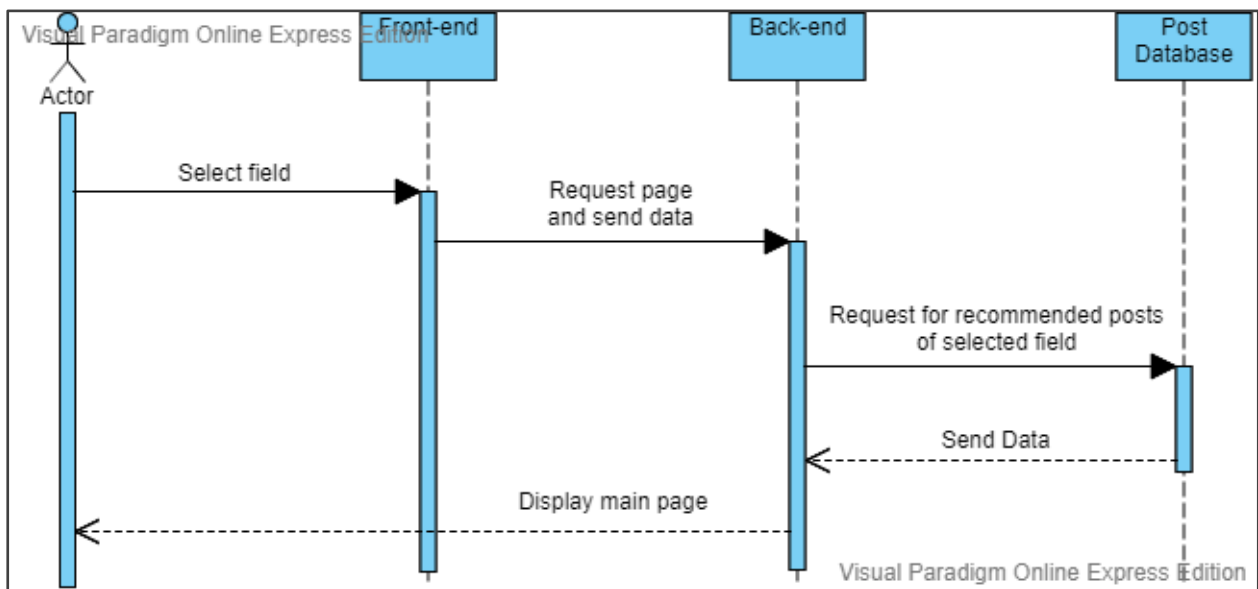 Visual Paradigm Online Express Edition
Front-end
Back-end
Post
Database
Actor
Select field
Request page
and send data
Request for recommended posts
of selected field
Send Data
Display main page
Visual Paradigm Online Express Edition